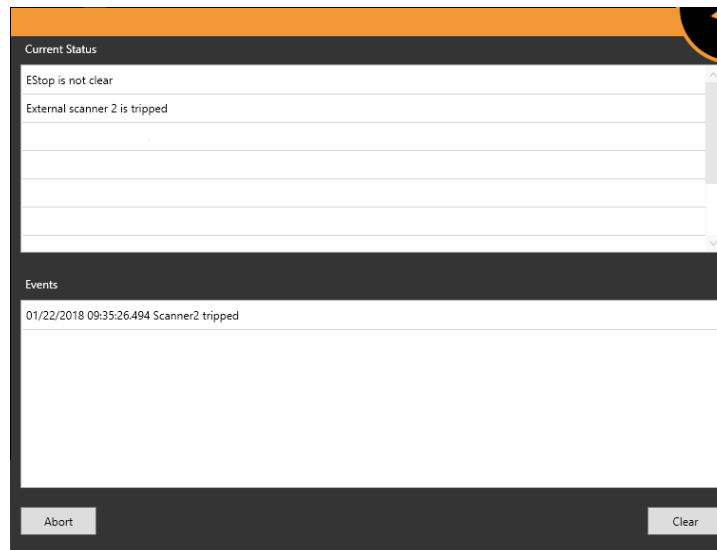 Current Status
EStop is not clear
External scanner 2 is tripped
Events
01/22/2018 09:35:26.494 Scanner2 tripped
Abort
Clear